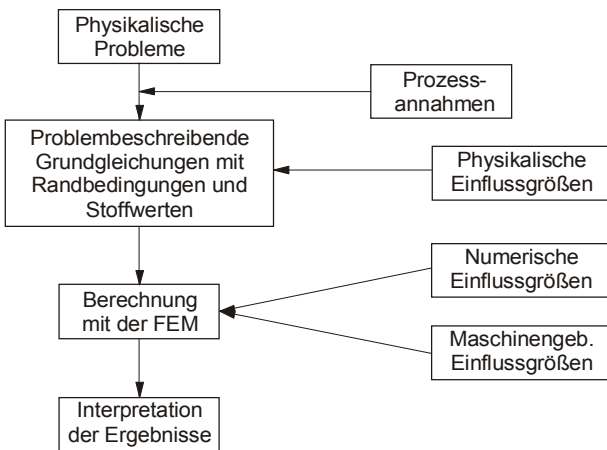 Physikalische
Probleme
Prozess-
annahmen
Problembeschreibende
Grundgleichungen mit
Randbedingungen und
Stoffwerten
Physikalische
Einflussgrößen
Numerische
Einflussgrößen
Berechnung
mit der FEM
Maschinengeb.
Einflussgrößen
Interpretation
der Ergebnisse